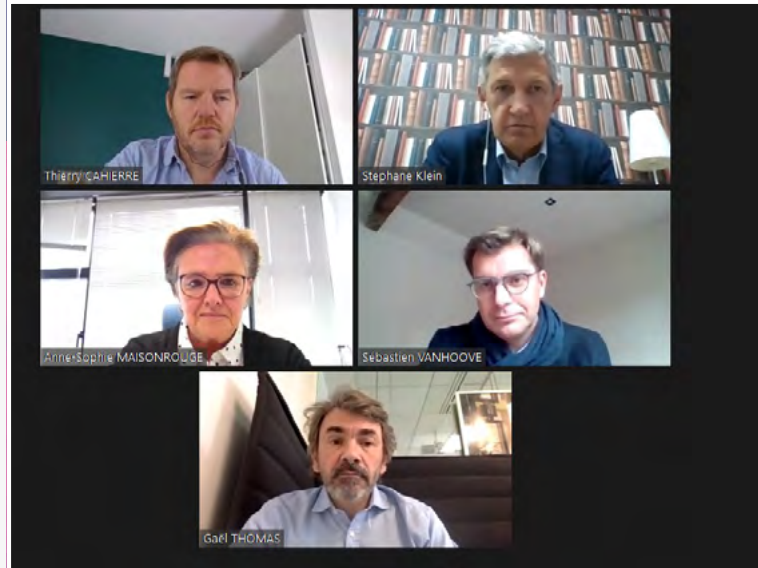 Thierry CAHIERRE
Stephane Klein
Anne-Sophie MAISONROUGE
Sebastien VANHOOVE
Gaël THOMAS